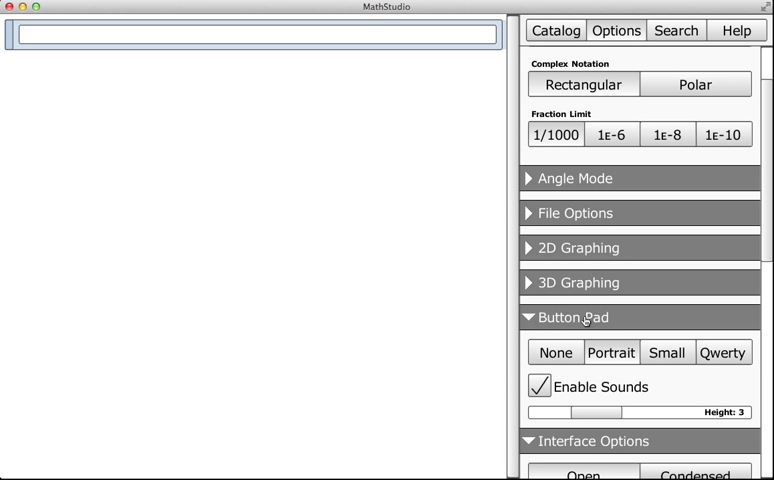 MathStudio
Catalog Options Search Help
Complex Notation
Rectangular Polar
Fraction Limit
1/1000 1E-6 1E-8 1E-10
Angle Mode
File Options
2D Graphing
3D Graphing
Button Pad
None Portrait Small Qwerty
Enable Sounds
Height: 3
Interface Options
Open Condensed